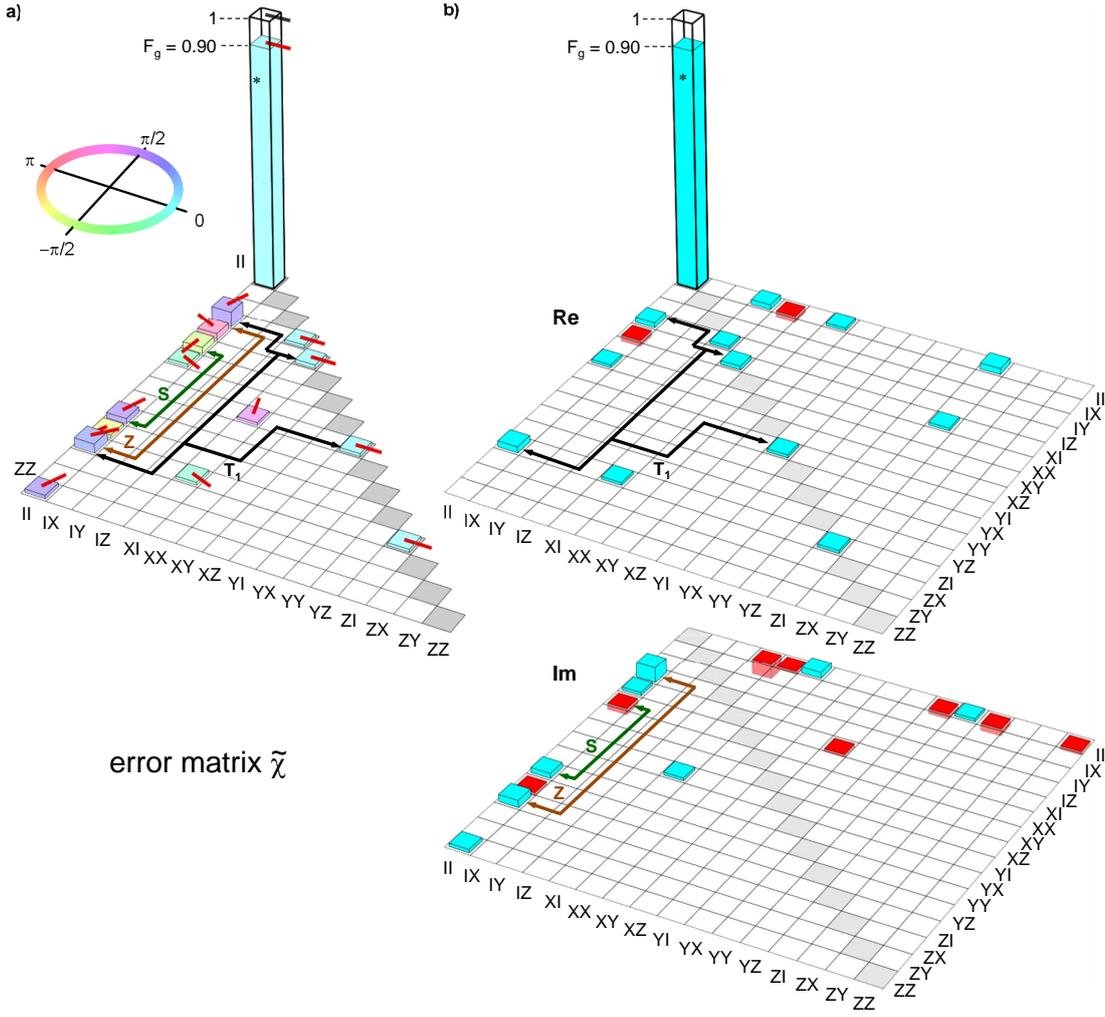 a)
1
F_g = 0.90
*
π/2
π
0
−π/2
II
S
Z
T_1
ZZ
II IX IY IZ XI XX XY XZ YI YX YY YZ ZI ZX ZY ZZ
b)
1
F_g = 0.90
*
Re
T_1
II IX IY IZ XI XX XY XZ YI YX YY YZ ZI ZX ZY ZZ
II IX IY IZ XI XX XY XZ YI YX YY YZ ZI ZX ZY ZZ
Im
S
Z
II IX IY IZ XI XX XY XZ YI YX YY YZ ZI ZX ZY ZZ
II IX IY IZ XI XX XY XZ YI YX YY YZ ZI ZX ZY ZZ
error matrix χ̃